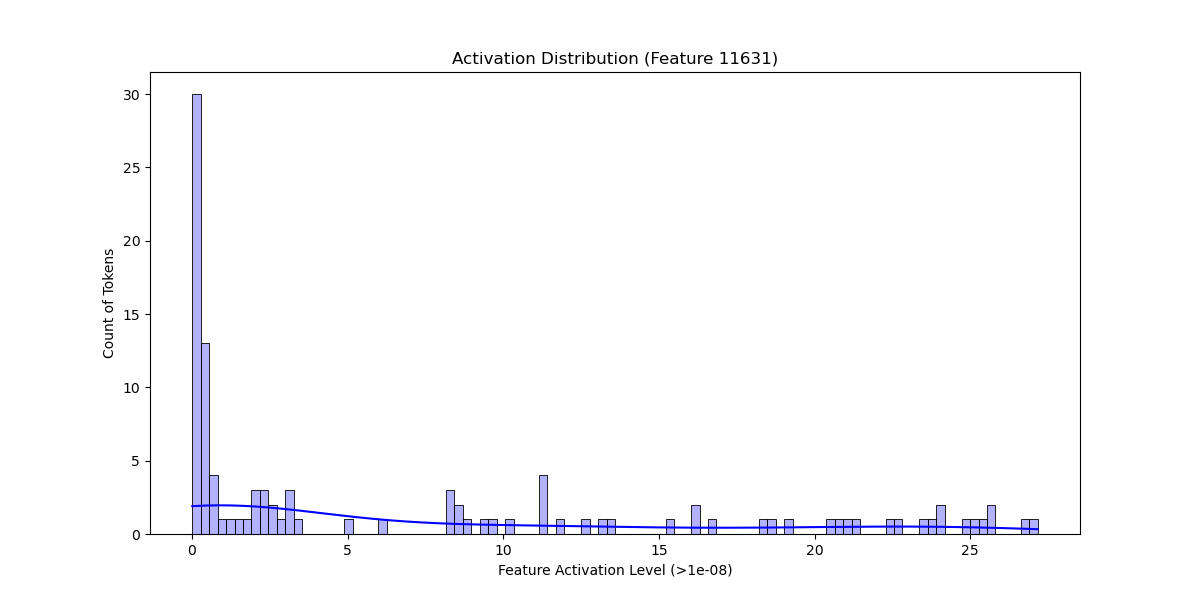 Activation Distribution (Feature 11631)
30
25
20
15
10
5
0
Count of Tokens
0 5 10 15 20 25
Feature Activation Level (>1e-08)